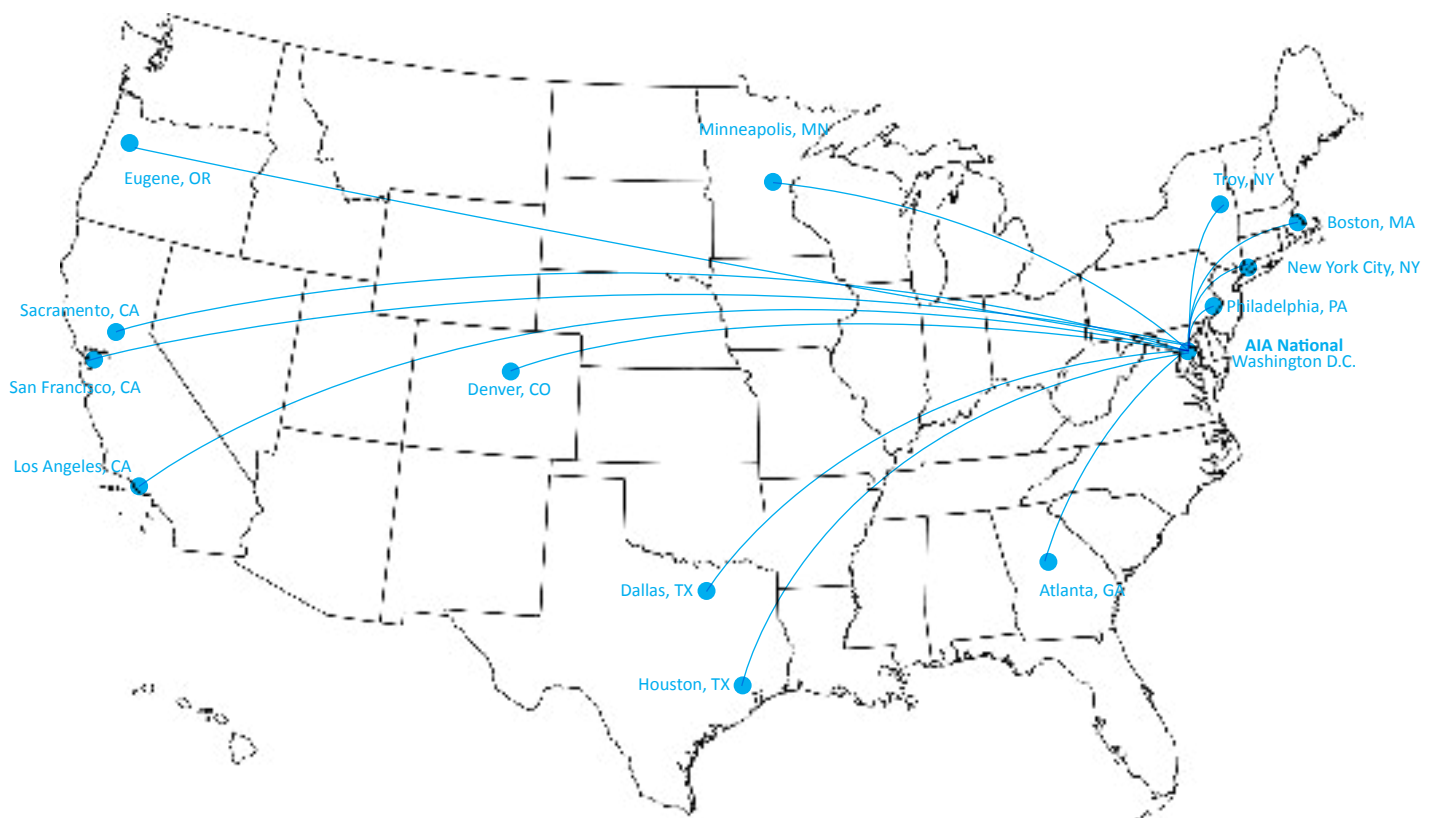 Minneapolis, MN
Eugene, OR
Troy, NY
Boston, MA
New York City, NY
Sacramento, CA
Philadelphia, PA
AIA National
Washington D.C.
San Francisco, CA
Denver, CO
Los Angeles, CA
Dallas, TX
Atlanta, GA
Houston, TX